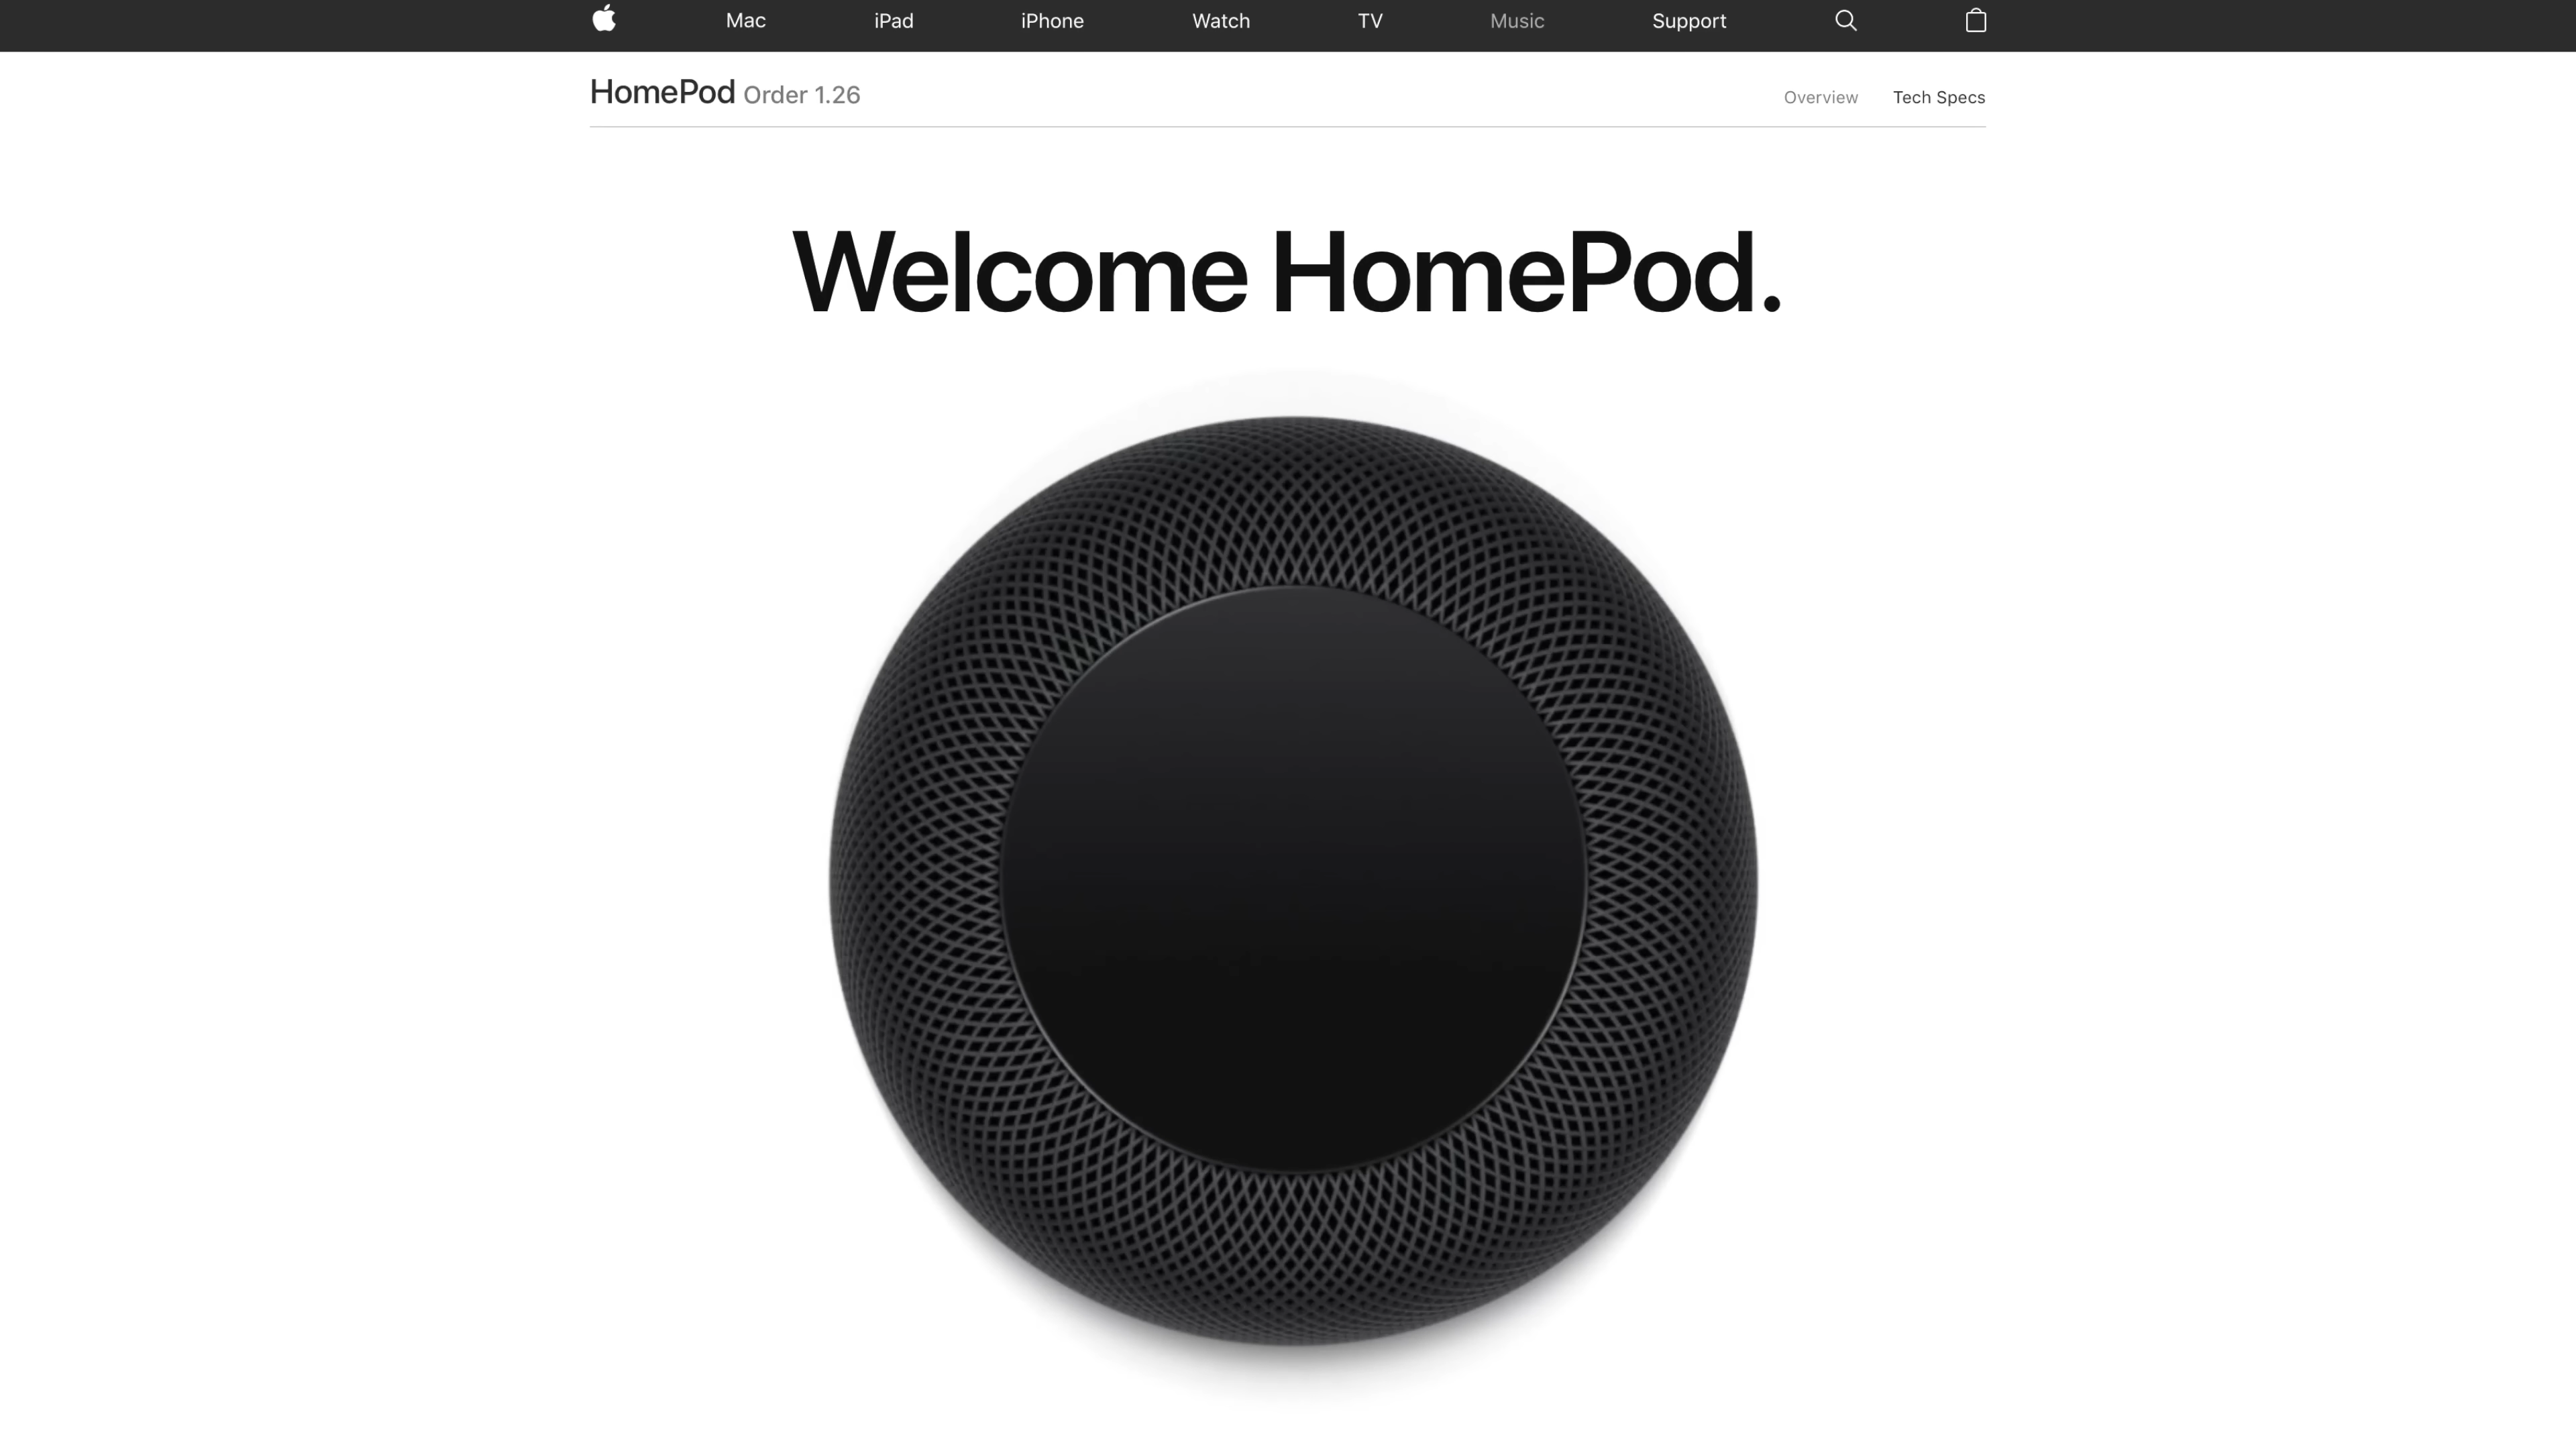 Mac iPad iPhone Watch TV Music Support
HomePod Order 1.26 Overview Tech Specs
Welcome HomePod.